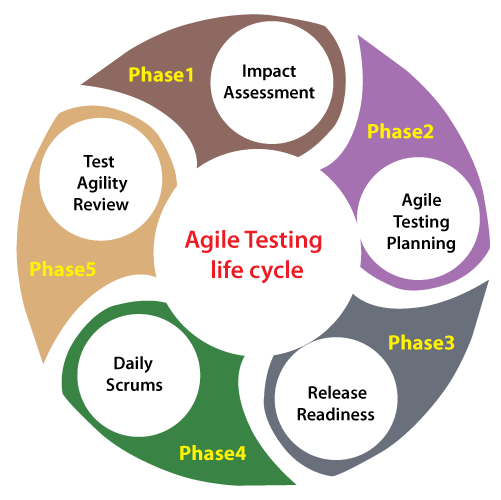 Phase1
Impact
Assessment
Phase2
Agile
Testing
Planning
Phase3
Release
Readiness
Phase4
Daily
Scrums
Phase5
Test
Agility
Review
Agile Testing
life cycle